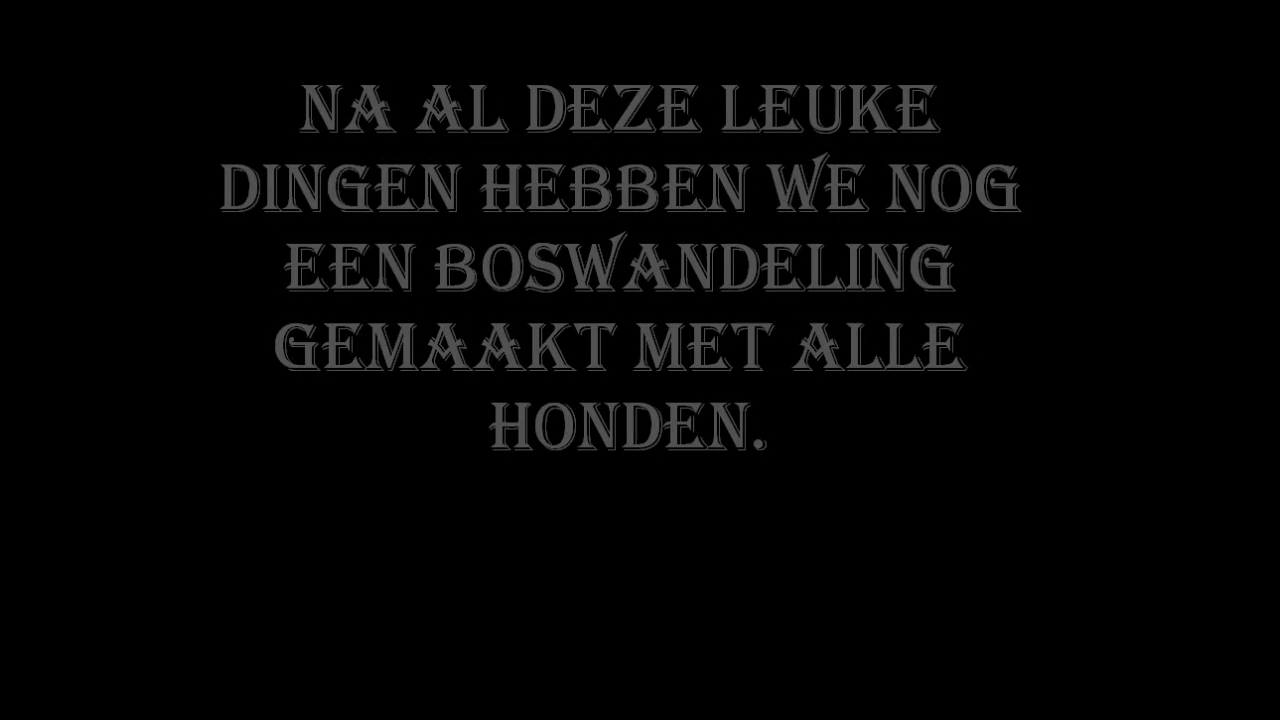 NA AL DEZE LEUKE
DINGEN HEBBEN WE NOG
EEN BOSWANDELING
GEMAAKT MET ALLE
HONDEN.